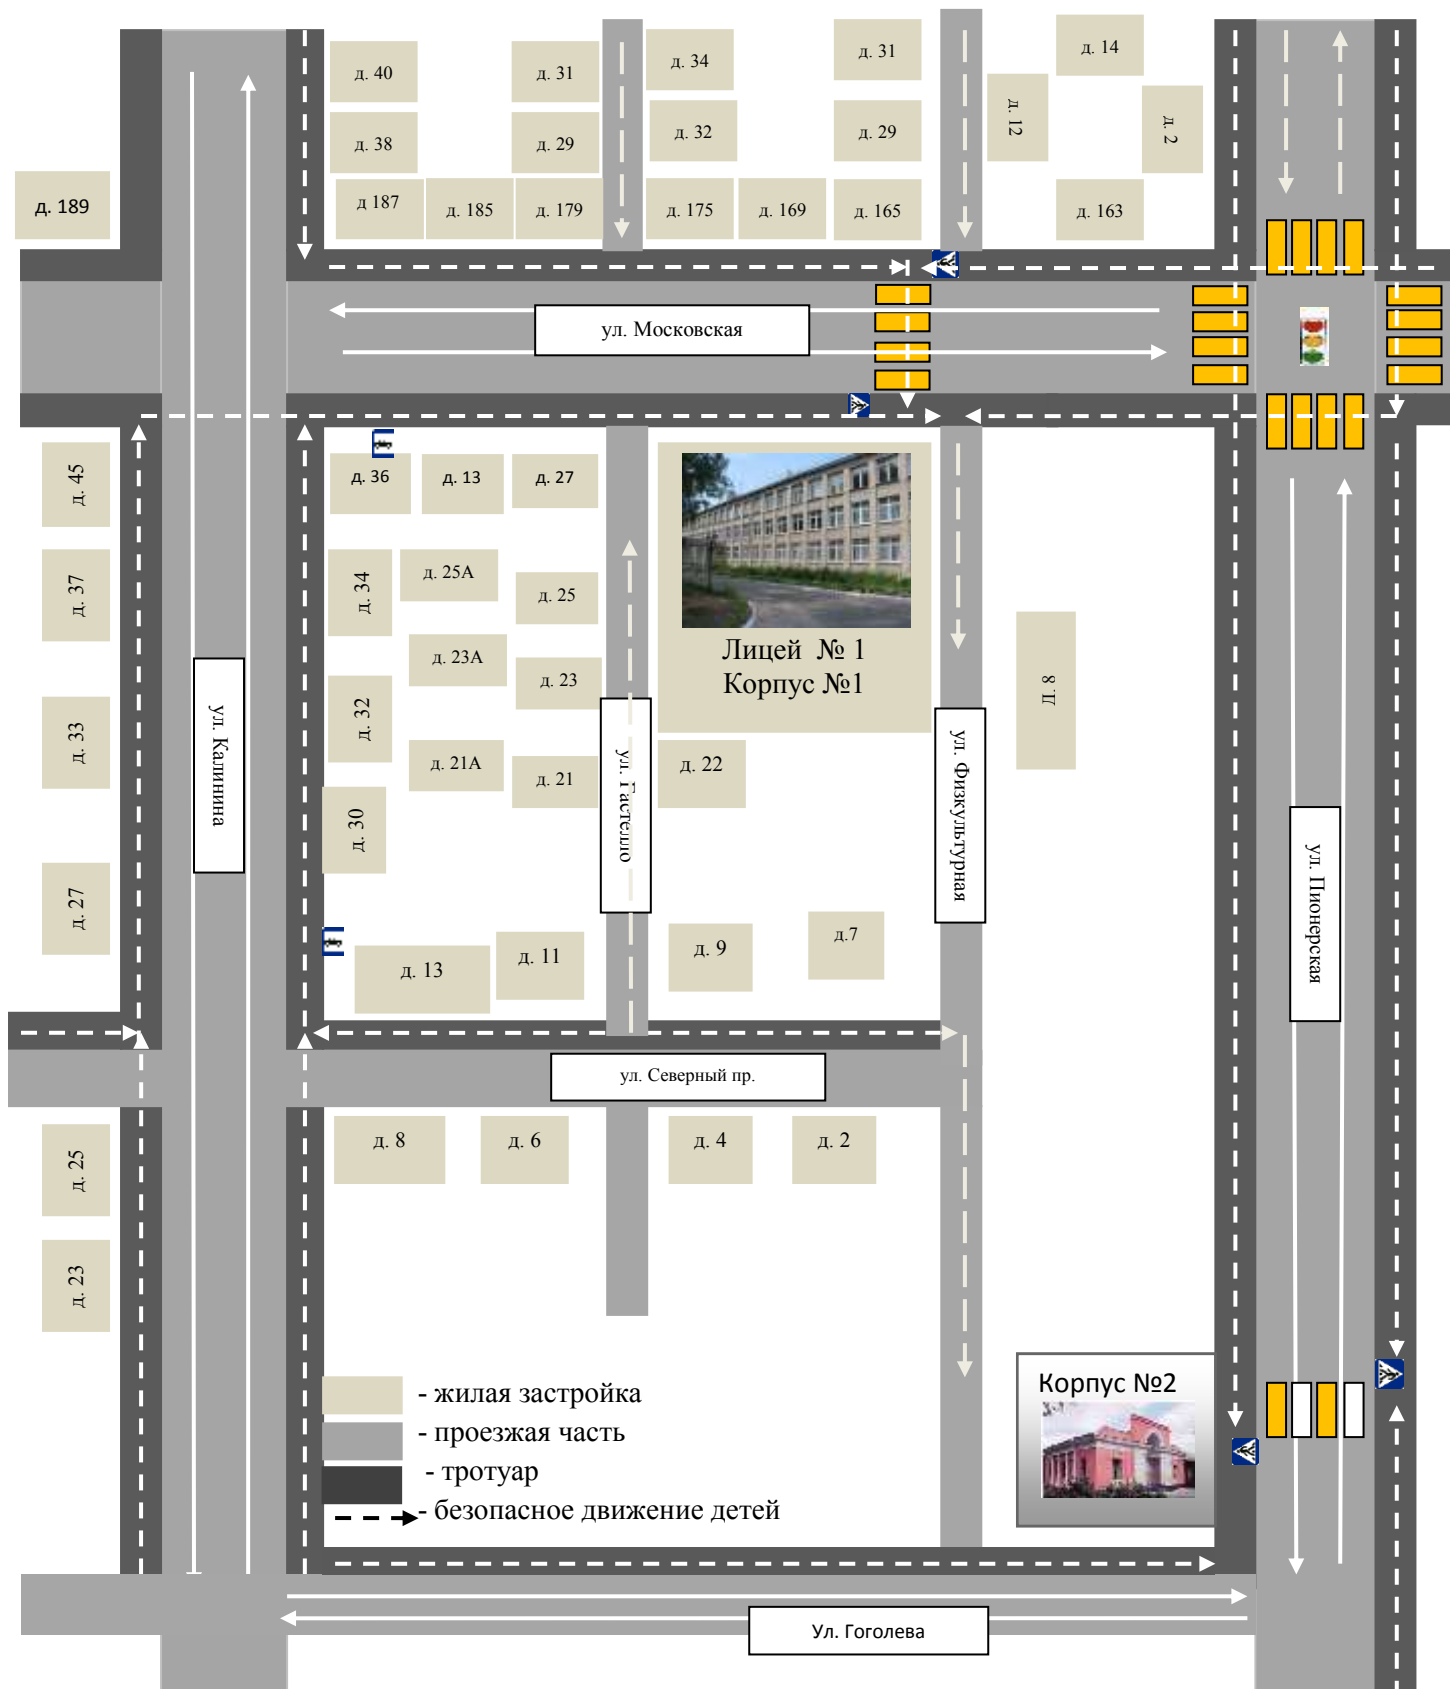 д. 40
д. 31
д. 34
д. 31
д. 14
д. 38
д. 29
д. 32
д. 29
д. 12
д. 2
д. 189
д 187
д. 185
д. 179
д. 175
д. 169
д. 165
д. 163
ул. Московская
д. 45
д. 36
д. 13
д. 27
д. 37
д. 34
д. 25А
д. 25
Лицей № 1
Корпус №1
д. 23А
д. 23
Д. 8
д. 33
д. 32
д. 21А
д. 21
д. 22
ул. Калинина
ул. Гастелло
ул. Физкультурная
ул. Пионерская
д. 30
д. 27
д. 13
д. 11
д. 9
д.7
ул. Северный пр.
д. 25
д. 8
д. 6
д. 4
д. 2
д. 23
Корпус №2
- жилая застройка
- проезжая часть
- тротуар
- безопасное движение детей
Ул. Гоголева